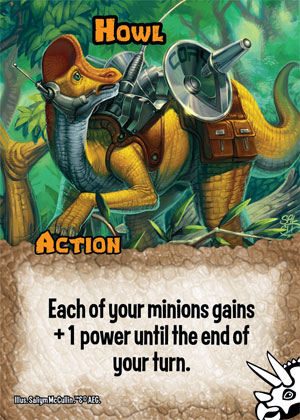 Howl
CORY
Action
Each of your minions gains
+1 power until the end of
your turn.
Illus. Sallym McCullin, ™&© AEG.